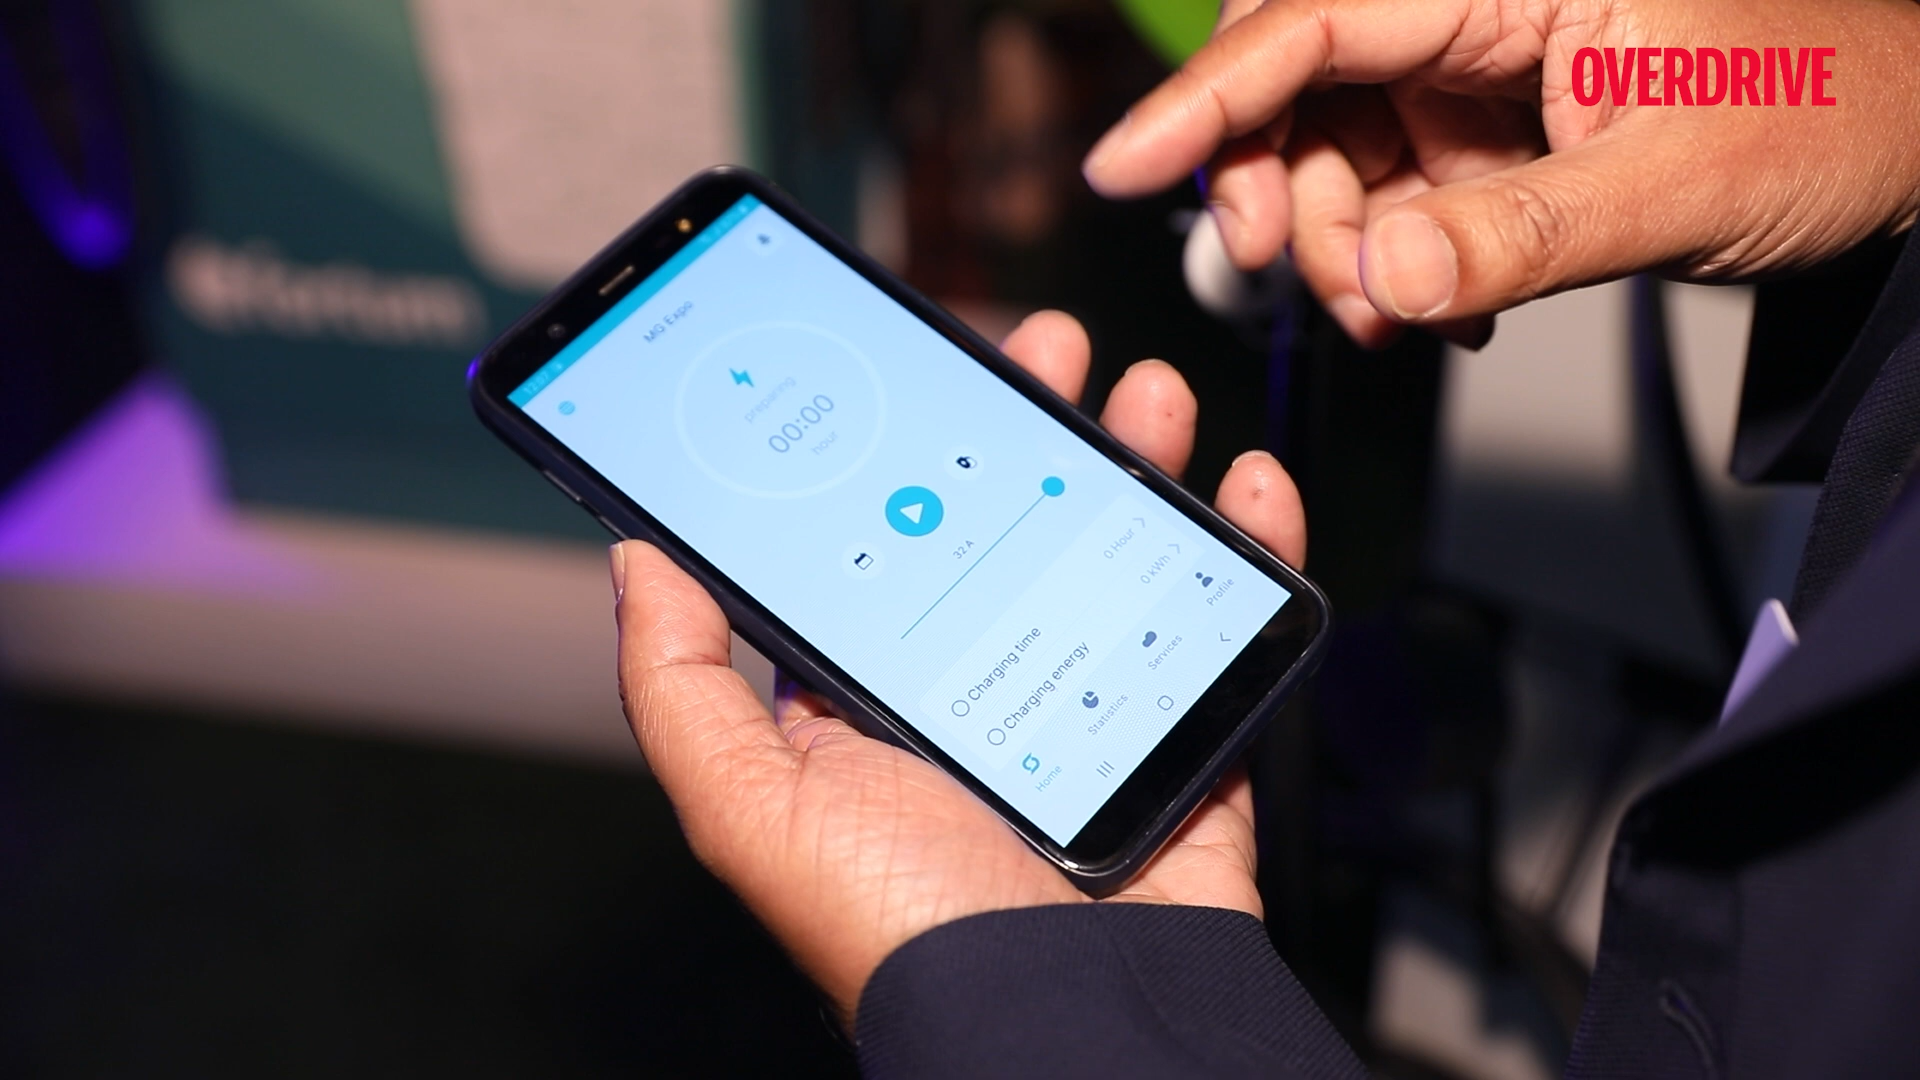 OVERDRIVE
MG Expo
preparing
00:00
hour
32 A
Charging time
0 Hour
Charging energy
0 kWh
Home
Statistics
Services
Profile